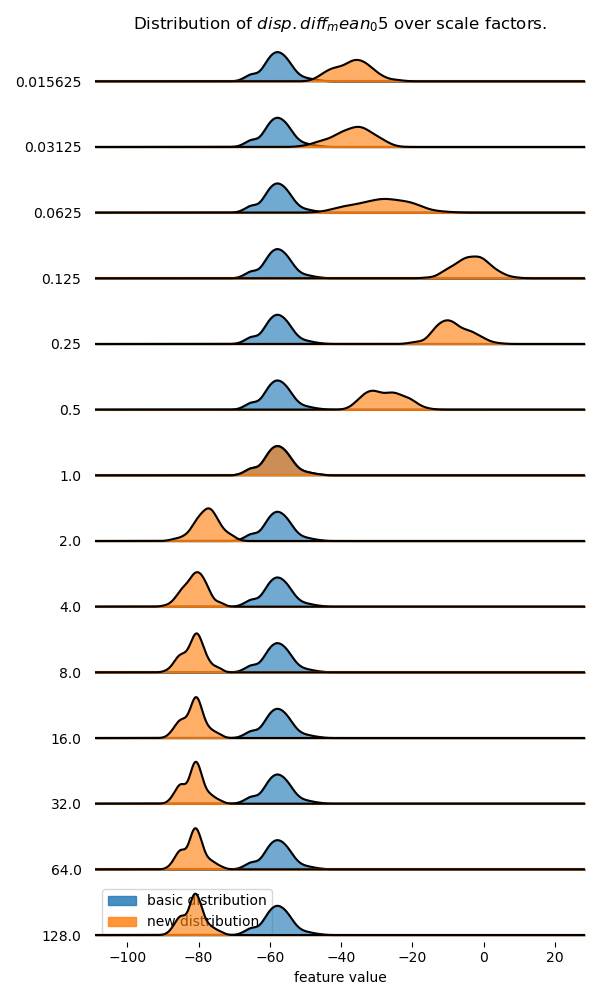 Distribution of disp.diff_mean_05 over scale factors.
0.015625
0.03125
0.0625
0.125
0.25
0.5
1.0
2.0
4.0
8.0
16.0
32.0
64.0
basic distribution
new distribution
128.0
−100 −80 −60 −40 −20 0 20
feature value